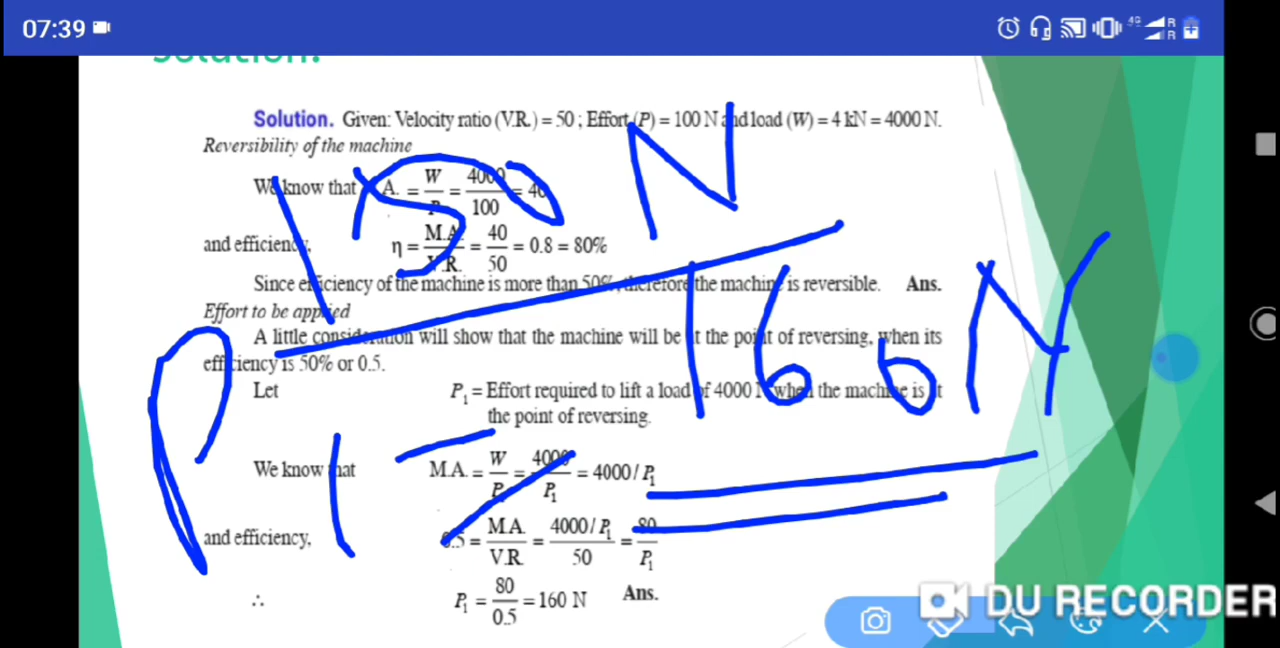 07:39
4G R R
Solution.
Solution. Given: Velocity ratio (V.R.) = 50 ; Effort (P) = 100 N and load (W) = 4 kN = 4000 N.
Reversibility of the machine
We know that M.A. = W/P = 4000/100 = 40
and efficiency, η = M.A./V.R. = 40/50 = 0.8 = 80%
Since efficiency of the machine is more than 50%, therefore the machine is reversible. Ans.
Effort to be applied
A little consideration will show that the machine will be at the point of reversing, when its
efficiency is 50% or 0.5.
Let P₁ = Effort required to lift a load of 4000 N when the machine is at
the point of reversing.
We know that M.A. = W/P₁ = 4000/P₁ = 4000/P₁
and efficiency, 0.5 = M.A./V.R. = 4000/P₁/50 = 80/P₁
∴ P₁ = 80/0.5 = 160 N Ans.
150 N
P1 = 160 N
DU RECORDER